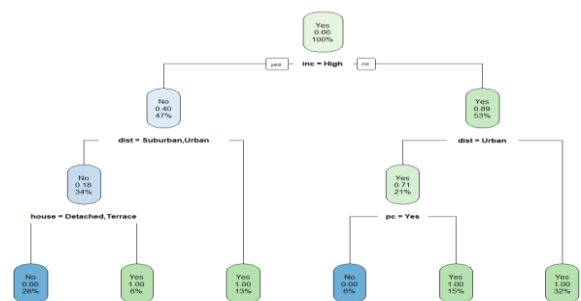 Yes
0.66
100%
yes inc = High no
No
0.40
47%
Yes
0.89
53%
dist = Suburban,Urban
dist = Urban
No
0.18
34%
Yes
0.71
21%
house = Detached,Terrace
pc = Yes
No
0.00
28%
Yes
1.00
6%
Yes
1.00
13%
No
0.00
6%
Yes
1.00
15%
Yes
1.00
32%